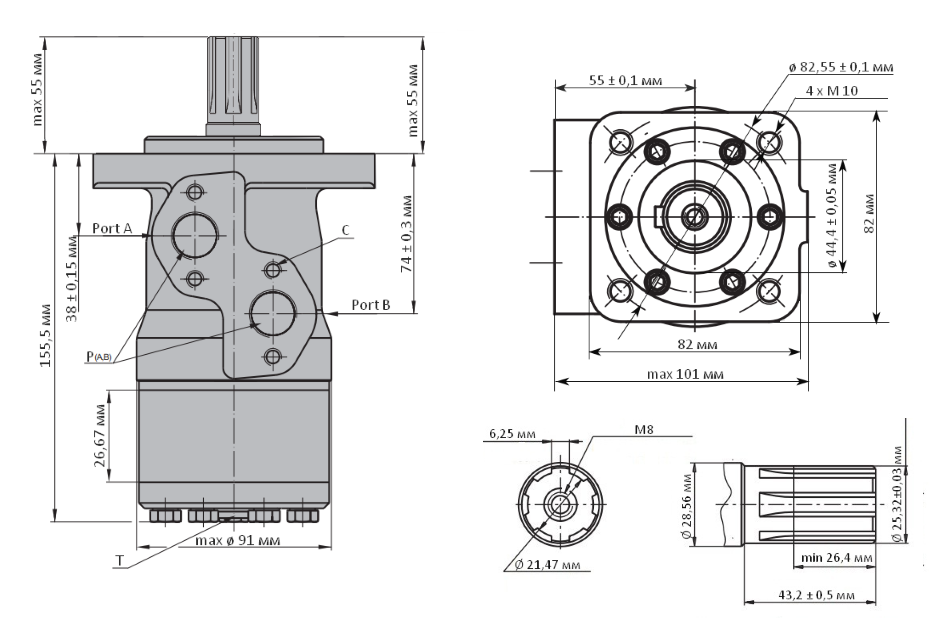 max 55 мм
max 55 мм
Port A
C
38 ± 0,15 мм
74 ± 0,3 мм
155,5 мм
Port B
P(A,B)
26,67 мм
max ø 91 мм
T
55 ± 0,1 мм
ø 82,55 ± 0,1 мм
4 x M 10
ø 44,4 ± 0,05 мм
82 мм
82 мм
max 101 мм
6,25 мм
M8
Ø 21,47 мм
Ø 28,56 мм
Ø 25,32±0,03 мм
min 26,4 мм
43,2 ± 0,5 мм